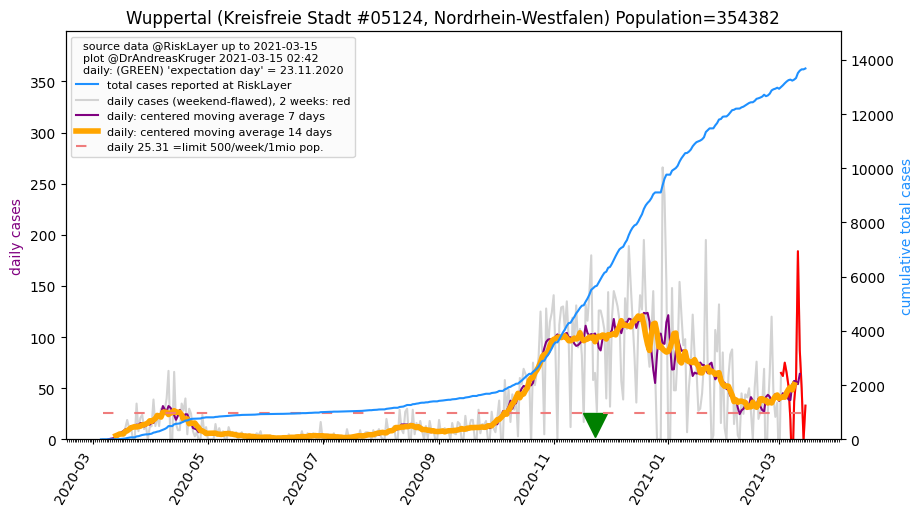 Wuppertal (Kreisfreie Stadt #05124, Nordrhein-Westfalen) Population=354382
source data @RiskLayer up to 2021-03-15
plot @DrAndreasKruger 2021-03-15 02:42
daily: (GREEN) 'expectation day' = 23.11.2020
total cases reported at RiskLayer
daily cases (weekend-flawed), 2 weeks: red
daily: centered moving average 7 days
daily: centered moving average 14 days
daily 25.31 =limit 500/week/1mio pop.
daily cases
350
300
250
200
150
100
50
0
14000
12000
10000
8000
6000
4000
2000
0
cumulative total cases
2020-03
2020-05
2020-07
2020-09
2020-11
2021-01
2021-03